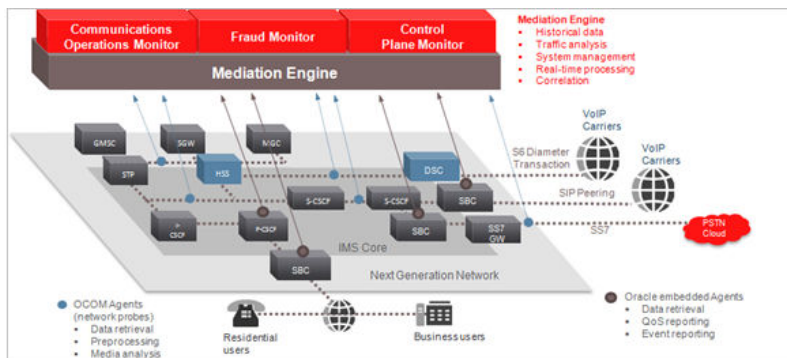 Communications
Operations Monitor
Fraud Monitor
Control
Plane Monitor
Mediation Engine
Mediation Engine
• Historical data
• Traffic analysis
• System management
• Real-time processing
• Correlation
VoIP
Carriers
VoIP
Carriers
S6 Diameter
Transaction
GMSC
SGW
MGC
STP
HSS
DSC
S-CSCF
S-CSCF
SBC
SIP Peering
CSCF
P-CSCF
SBC
SS7
GW
SS7
PSTN
Cloud
IMS Core
SBC
Next Generation Network
OCOM Agents
(network probes)
• Data retrieval
• Preprocessing
• Media analysis
Residential
users
Business users
Oracle embedded Agents
• Data retrieval
• QoS reporting
• Event reporting